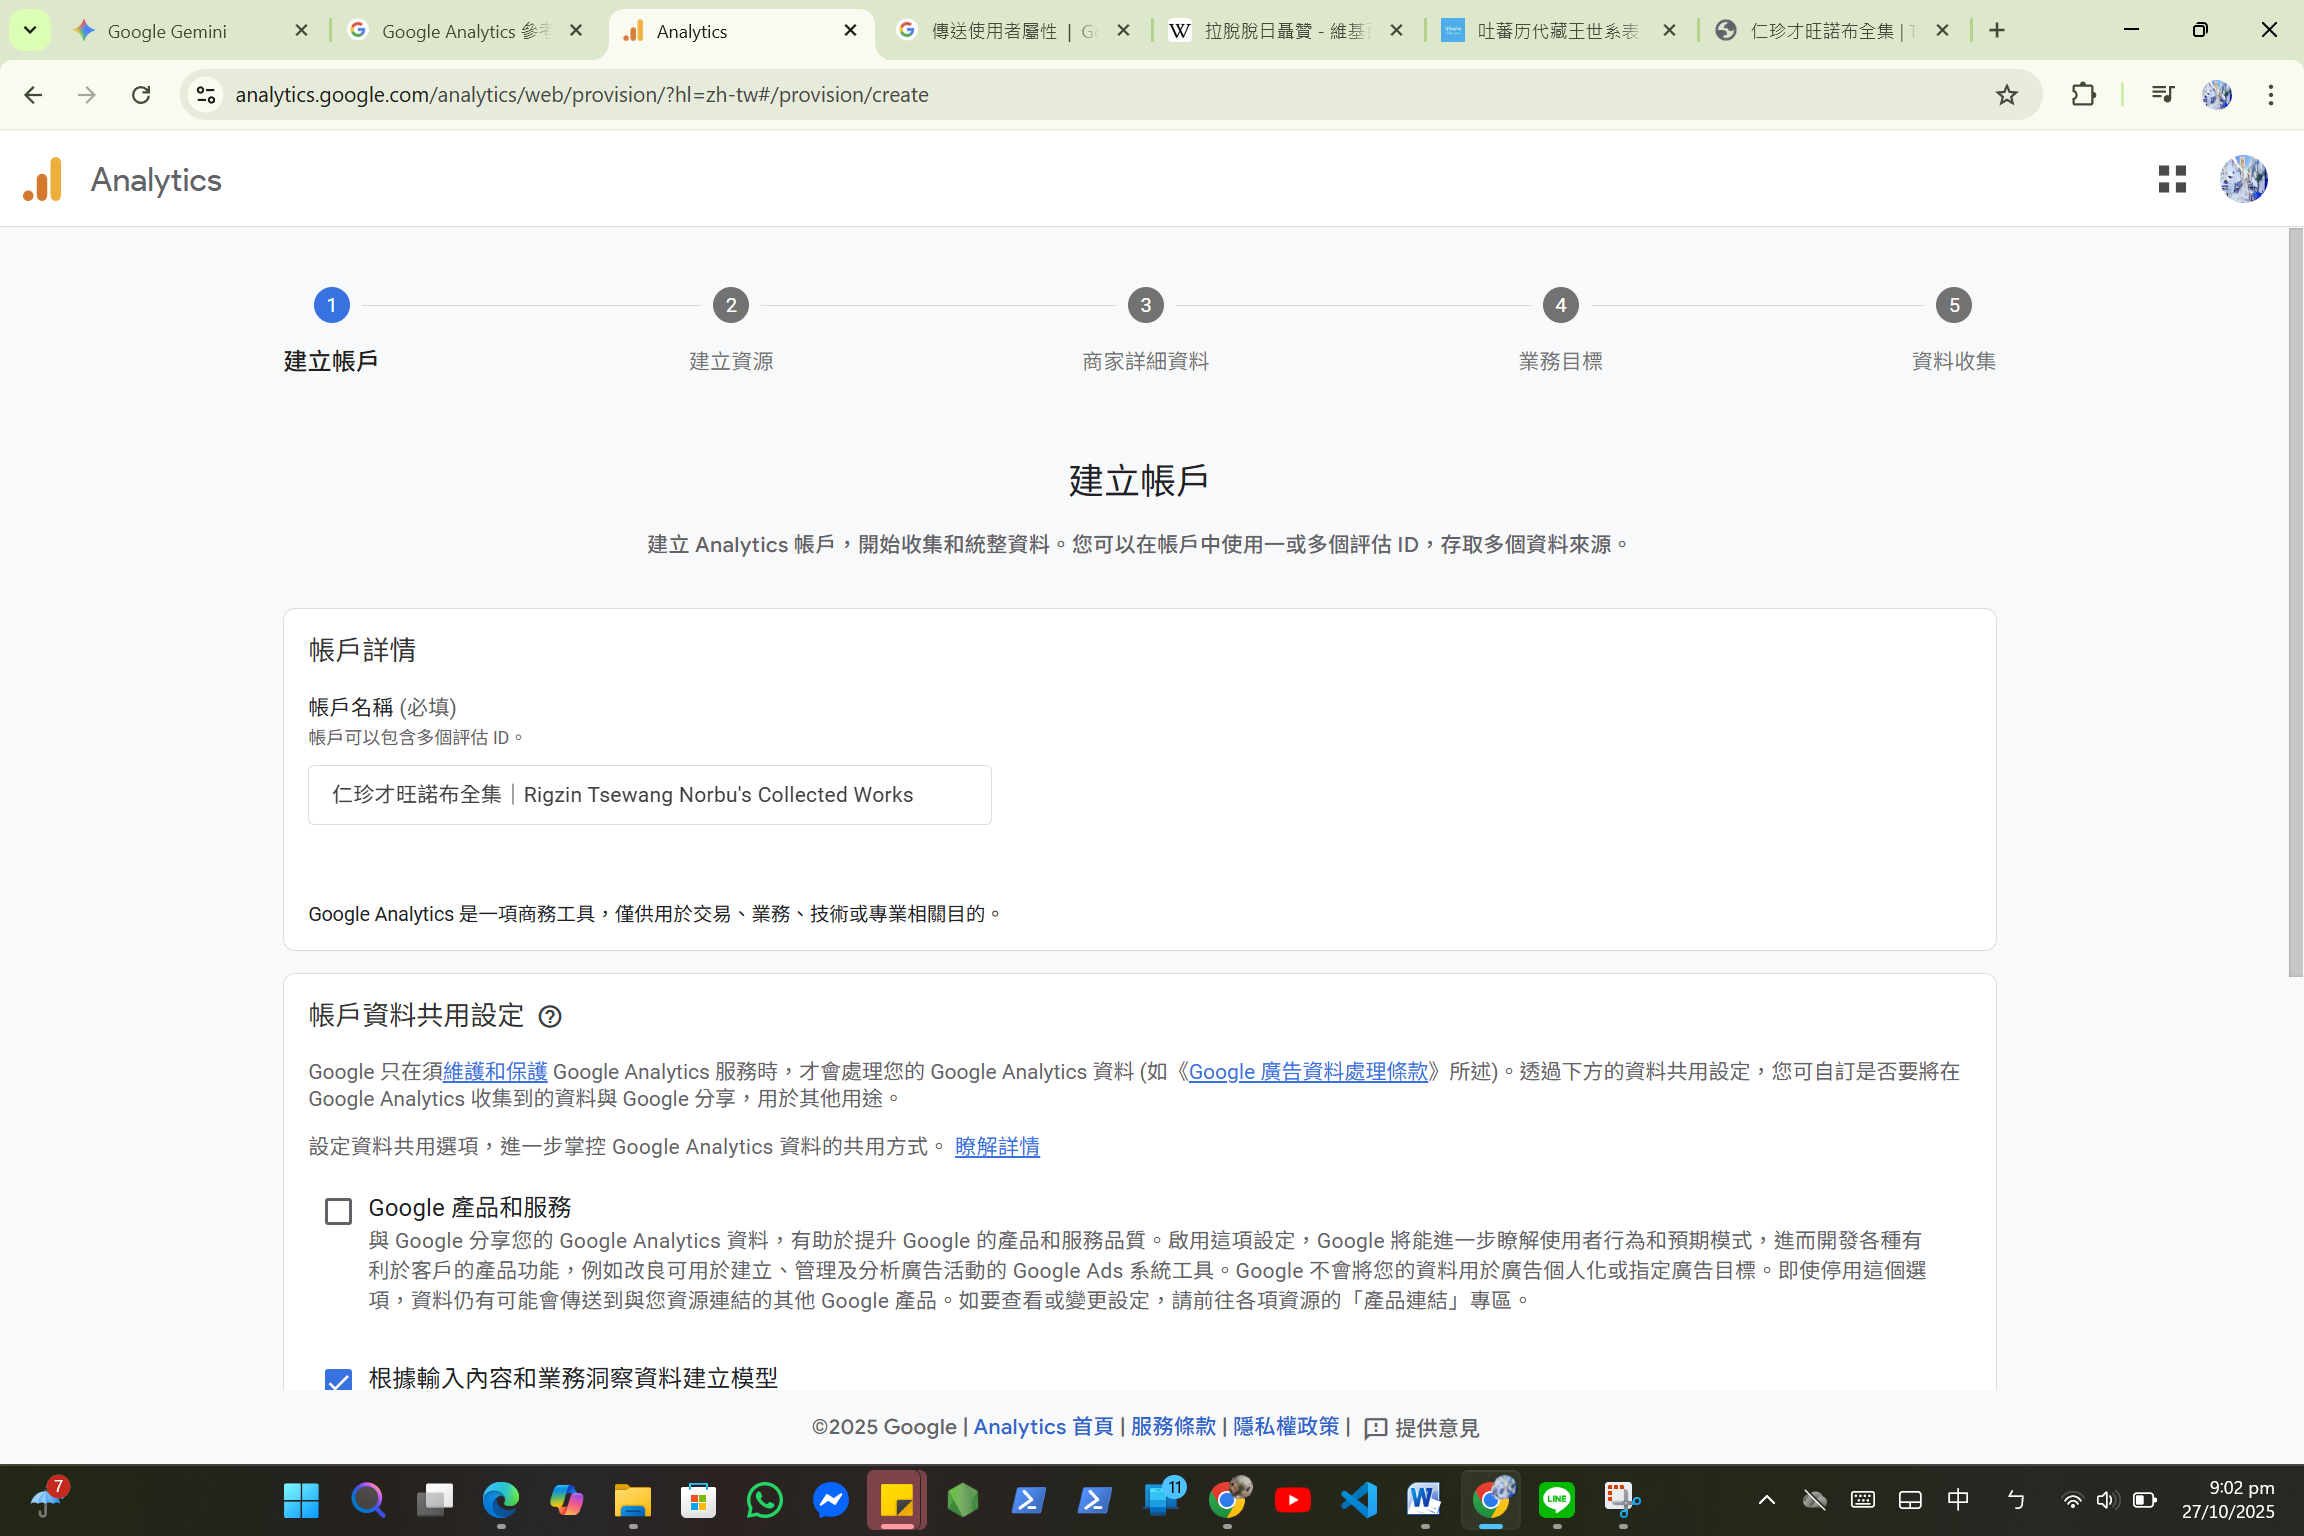 Google Gemini
Google Analytics 參考
Analytics
傳送使用者屬性 | Go
拉脫脫日聶贊 - 維基
吐蕃历代藏王世系表
仁珍才旺諾布全集 | T
analytics.google.com/analytics/web/provision/?hl=zh-tw#/provision/create
Analytics
1
2
3
4
5
建立帳戶
建立資源
商家詳細資料
業務目標
資料收集
建立帳戶
建立 Analytics 帳戶，開始收集和統整資料。您可以在帳戶中使用一或多個評估 ID，存取多個資料來源。
帳戶詳情
帳戶名稱 (必填)
帳戶可以包含多個評估 ID。
仁珍才旺諾布全集｜Rigzin Tsewang Norbu's Collected Works
Google Analytics 是一項商務工具，僅供用於交易、業務、技術或專業相關目的。
帳戶資料共用設定
Google 只在須維護和保護 Google Analytics 服務時，才會處理您的 Google Analytics 資料 (如《Google 廣告資料處理條款》所述)。透過下方的資料共用設定，您可自訂是否要將在
Google Analytics 收集到的資料與 Google 分享，用於其他用途。
設定資料共用選項，進一步掌控 Google Analytics 資料的共用方式。 瞭解詳情
Google 產品和服務
與 Google 分享您的 Google Analytics 資料，有助於提升 Google 的產品和服務品質。啟用這項設定，Google 將能進一步瞭解使用者行為和預期模式，進而開發各種有
利於客戶的產品功能，例如改良可用於建立、管理及分析廣告活動的 Google Ads 系統工具。Google 不會將您的資料用於廣告個人化或指定廣告目標。即使停用這個選
項，資料仍有可能會傳送到與您資源連結的其他 Google 產品。如要查看或變更設定，請前往各項資源的「產品連結」專區。
根據輸入內容和業務洞察資料建立模型
©2025 Google | Analytics 首頁 | 服務條款 | 隱私權政策 | 提供意見
7
11
LINE
中
ㄅ
9:02 pm
27/10/2025